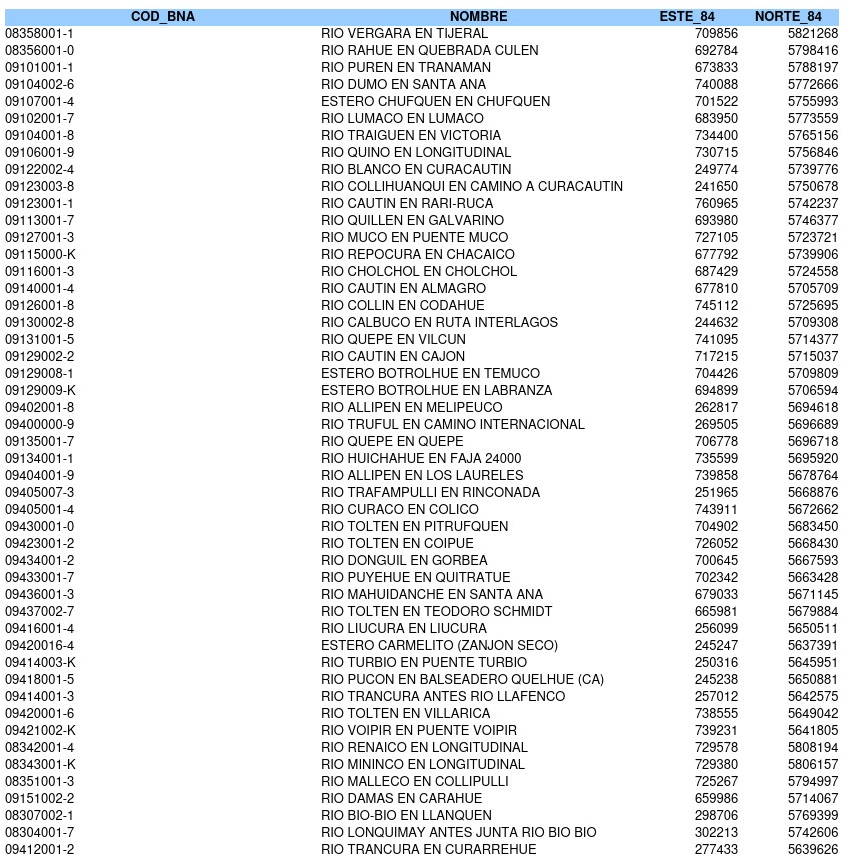 COD_BNA NOMBRE ESTE_84 NORTE_84
08358001-1 RIO VERGARA EN TIJERAL 709856 5821268
08356001-0 RIO RAHUE EN QUEBRADA CULEN 692784 5798416
09101001-1 RIO PUREN EN TRANAMAN 673833 5788197
09104002-6 RIO DUMO EN SANTA ANA 740088 5772666
09107001-4 ESTERO CHUFQUEN EN CHUFQUEN 701522 5755993
09102001-7 RIO LUMACO EN LUMACO 683950 5773559
09104001-8 RIO TRAIGUEN EN VICTORIA 734400 5765156
09106001-9 RIO QUINO EN LONGITUDINAL 730715 5756846
09122002-4 RIO BLANCO EN CURACAUTIN 249774 5739776
09123003-8 RIO COLLIHUANQUI EN CAMINO A CURACAUTIN 241650 5750678
09123001-1 RIO CAUTIN EN RARI-RUCA 760965 5742237
09113001-7 RIO QUILLEN EN GALVARINO 693980 5746377
09127001-3 RIO MUCO EN PUENTE MUCO 727105 5723721
09115000-K RIO REPOCURA EN CHACAICO 677792 5739906
09116001-3 RIO CHOLCHOL EN CHOLCHOL 687429 5724558
09140001-4 RIO CAUTIN EN ALMAGRO 677810 5705709
09126001-8 RIO COLLIN EN CODAHUE 745112 5725695
09130002-8 RIO CALBUCO EN RUTA INTERLAGOS 244632 5709308
09131001-5 RIO QUEPE EN VILCUN 741095 5714377
09129002-2 RIO CAUTIN EN CAJON 717215 5715037
09129008-1 ESTERO BOTROLHUE EN TEMUCO 704426 5709809
09129009-K ESTERO BOTROLHUE EN LABRANZA 694899 5706594
09402001-8 RIO ALLIPEN EN MELIPEUCO 262817 5694618
09400000-9 RIO TRUFUL EN CAMINO INTERNACIONAL 269505 5696689
09135001-7 RIO QUEPE EN QUEPE 706778 5696718
09134001-1 RIO HUICHAHUE EN FAJA 24000 735599 5695920
09404001-9 RIO ALLIPEN EN LOS LAURELES 739858 5678764
09405007-3 RIO TRAFAMPULLI EN RINCONADA 251965 5668876
09405001-4 RIO CURACO EN COLICO 743911 5672662
09430001-0 RIO TOLTEN EN PITRUFQUEN 704902 5683450
09423001-2 RIO TOLTEN EN COIPUE 726052 5668430
09434001-2 RIO DONGUIL EN GORBEA 700645 5667593
09433001-7 RIO PUYEHUE EN QUITRATUE 702342 5663428
09436001-3 RIO MAHUIDANCHE EN SANTA ANA 679033 5671145
09437002-7 RIO TOLTEN EN TEODORO SCHMIDT 665981 5679884
09416001-4 RIO LIUCURA EN LIUCURA 256099 5650511
09420016-4 ESTERO CARMELITO (ZANJON SECO) 245247 5637391
09414003-K RIO TURBIO EN PUENTE TURBIO 250316 5645951
09418001-5 RIO PUCON EN BALSEADERO QUELHUE (CA) 245238 5650881
09414001-3 RIO TRANCURA ANTES RIO LLAFENCO 257012 5642575
09420001-6 RIO TOLTEN EN VILLARICA 738555 5649042
09421002-K RIO VOIPIR EN PUENTE VOIPIR 739231 5641805
08342001-4 RIO RENAICO EN LONGITUDINAL 729578 5808194
08343001-K RIO MININCO EN LONGITUDINAL 729380 5806157
08351001-3 RIO MALLECO EN COLLIPULLI 725267 5794997
09151002-2 RIO DAMAS EN CARAHUE 659986 5714067
08307002-1 RIO BIO-BIO EN LLANQUEN 298706 5769399
08304001-7 RIO LONQUIMAY ANTES JUNTA RIO BIO BIO 302213 5742606
09412001-2 RIO TRANCURA EN CURARREHUE 277433 5639626